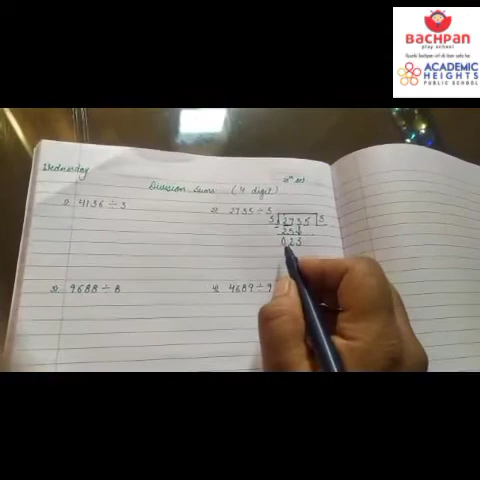 BACHPAN
play school
ACADEMIC
HEIGHTS
PUBLIC SCHOOL
Wednesday
Division Sums (4 digit)
1) 4136 ÷ 3
2) 2735 ÷ 5
5 2735 5
- 25
023
3) 9688 ÷ 8
4) 4689 ÷ 9